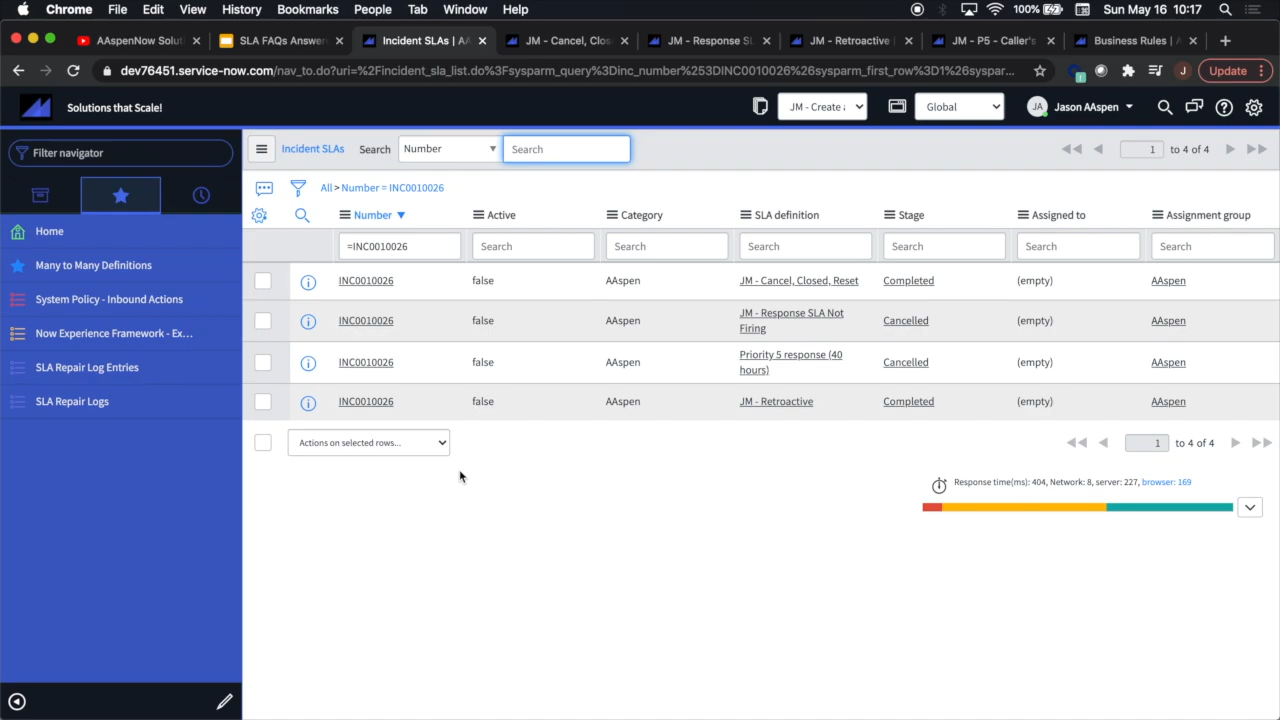 Chrome File Edit View History Bookmarks People Tab Window Help 100% Sun May 16 10:17
AAspenNow Solut
SLA FAQs Answere
Incident SLAs | AA
JM - Cancel, Clos
JM - Response SL
JM - Retroactive
JM - P5 - Caller's
Business Rules | A
dev76451.service-now.com/nav_to.do?uri=%2Fincident_sla_list.do%3Fsysparm_query%3Dinc_number%253DINC0010026%26sysparm_first_row%3D1%26syspar...
J
Update
Solutions that Scale!
JM - Create
Global
JA
Jason AAspen
Filter navigator
Incident SLAs
Search
Number
Search
1 to 4 of 4
All > Number = INC0010026
Number Active Category SLA definition Stage Assigned to Assignment group
=INC0010026 Search Search Search Search Search Search
INC0010026 false AAspen JM - Cancel, Closed, Reset Completed (empty) AAspen
INC0010026 false AAspen JM - Response SLA Not Cancelled (empty) AAspen
Firing
INC0010026 false AAspen Priority 5 response (40 Cancelled (empty) AAspen
hours)
INC0010026 false AAspen JM - Retroactive Completed (empty) AAspen
Actions on selected rows...
1 to 4 of 4
Response time(ms): 404, Network: 8, server: 227, browser: 169
Home
Many to Many Definitions
System Policy - Inbound Actions
Now Experience Framework - Ex...
SLA Repair Log Entries
SLA Repair Logs